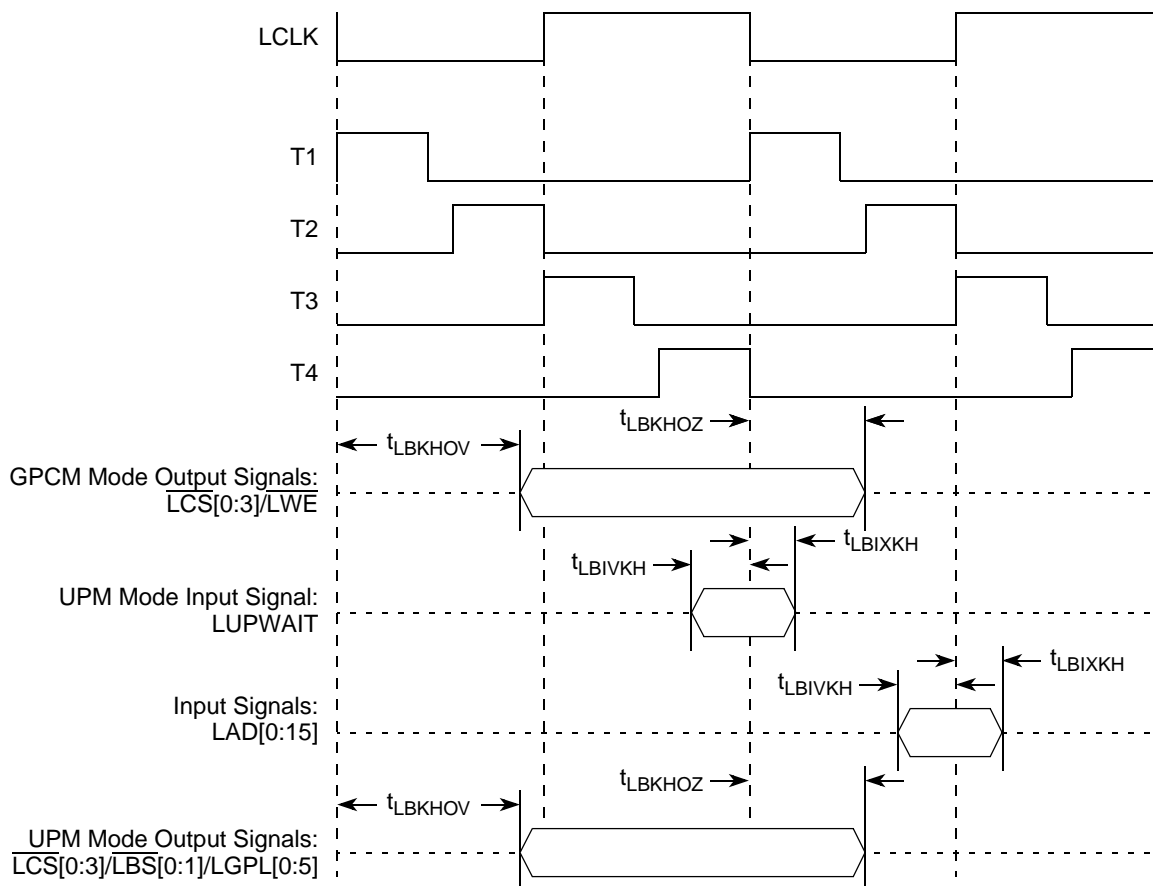 LCLK
T1
T2
T3
T4
tLBKHOZ
tLBKHOV
GPCM Mode Output Signals:
LCS[0:3]/LWE
tLBIXKH
tLBIVKH
UPM Mode Input Signal:
LUPWAIT
tLBIXKH
tLBIVKH
Input Signals:
LAD[0:15]
tLBKHOZ
tLBKHOV
UPM Mode Output Signals:
LCS[0:3]/LBS[0:1]/LGPL[0:5]